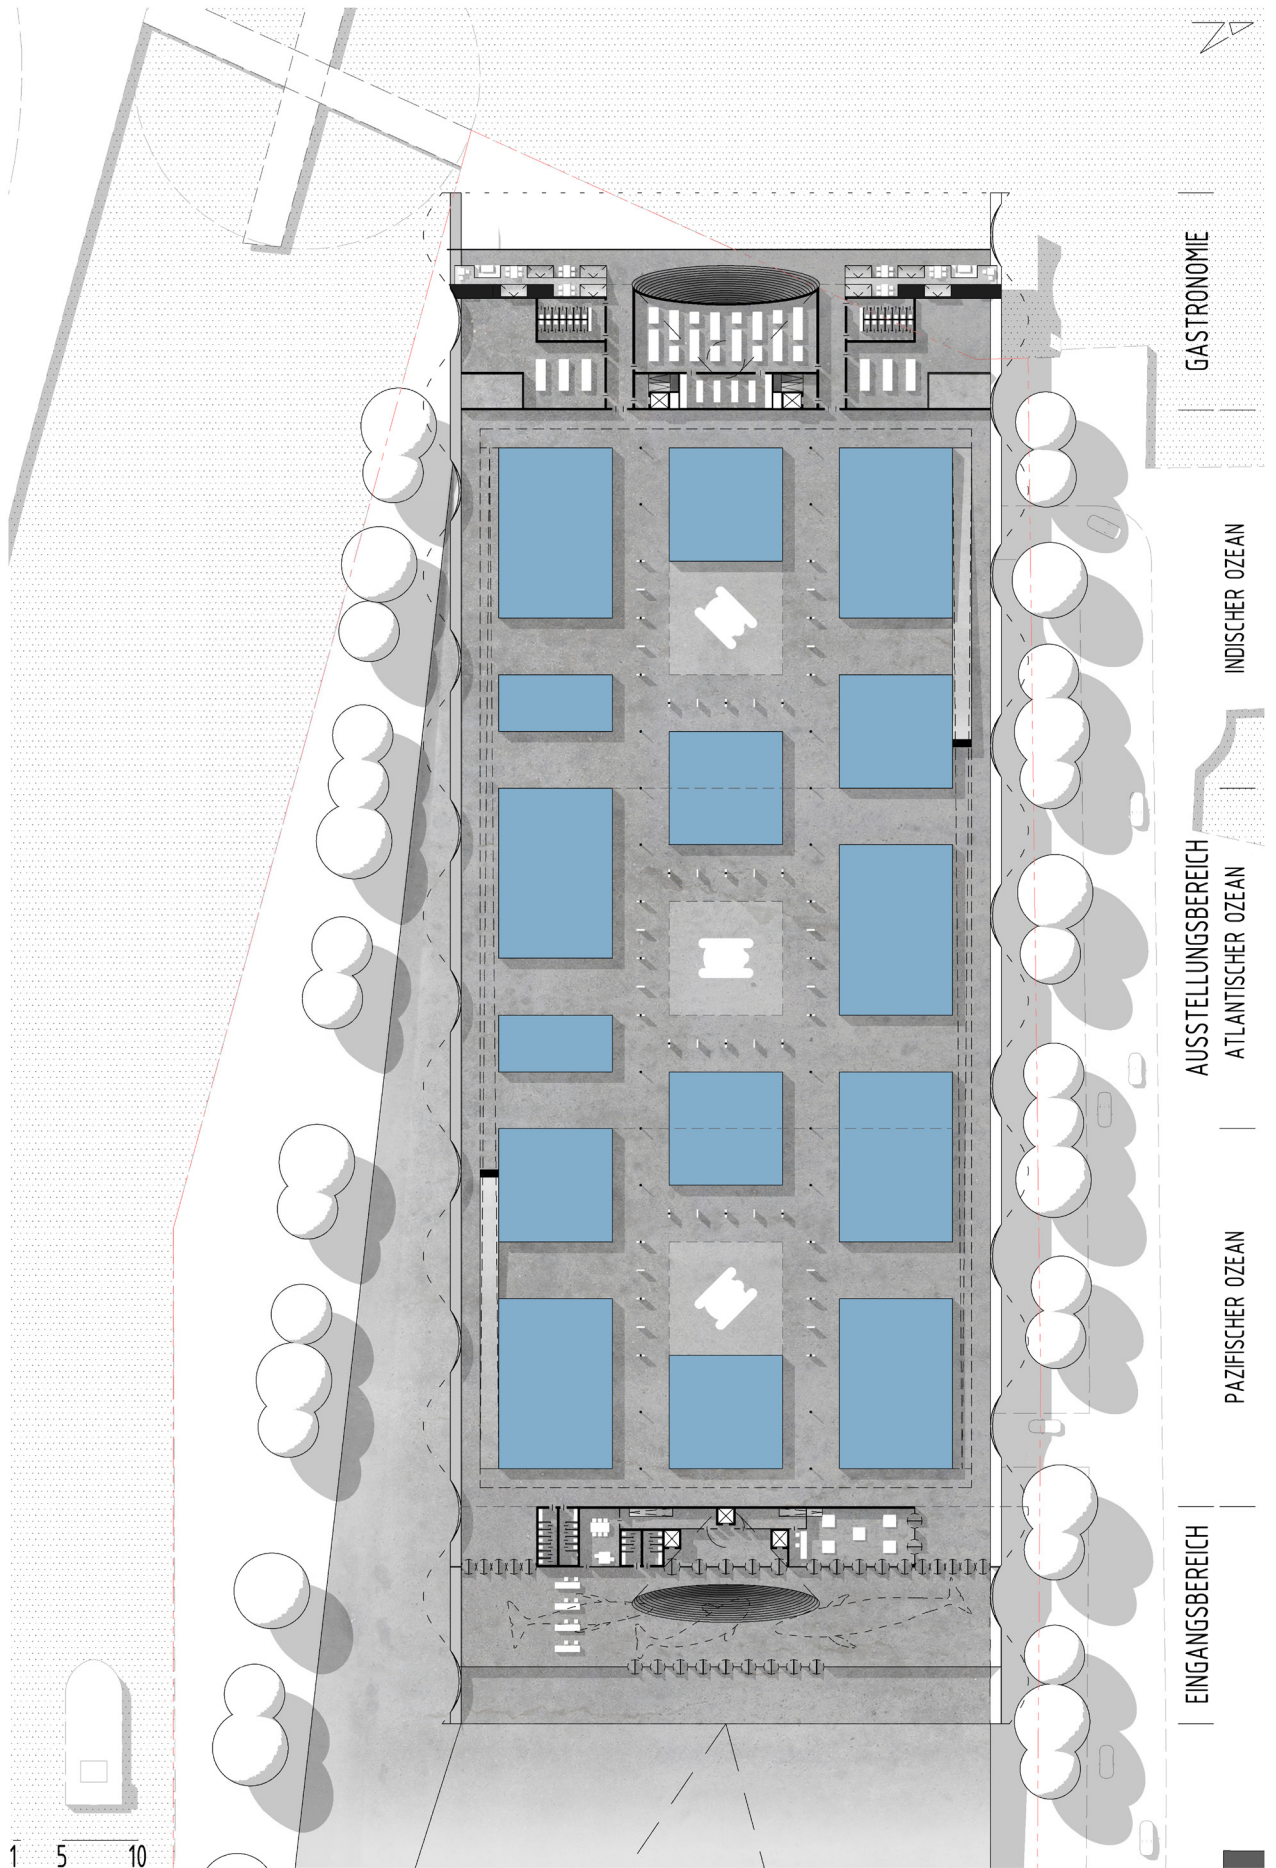 GASTRONOMIE
INDISCHER OZEAN
AUSSTELLUNGSBEREICH
ATLANTISCHER OZEAN
PAZIFISCHER OZEAN
EINGANGSBEREICH
1 5 10